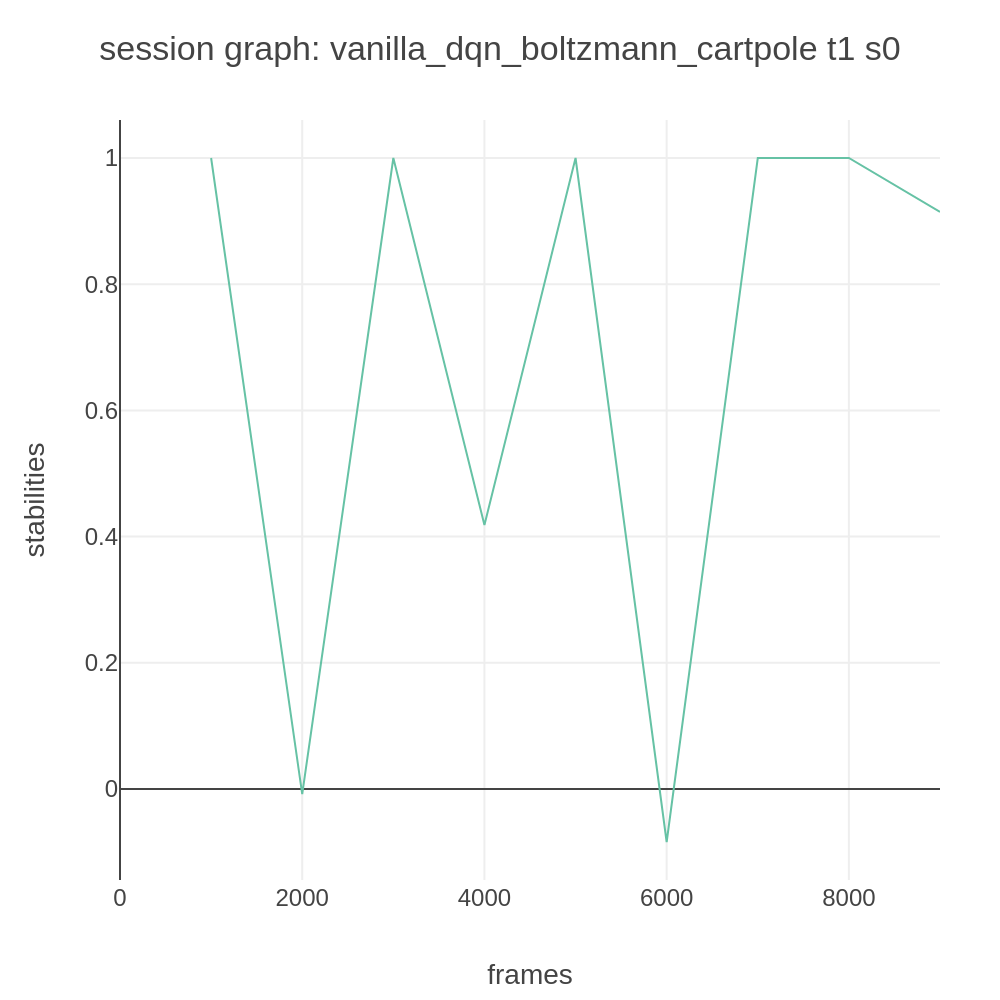 session graph: vanilla_dqn_boltzmann_cartpole t1 s0
1
0.8
0.6
0.4
0.2
0
stabilities
0 2000 4000 6000 8000
frames